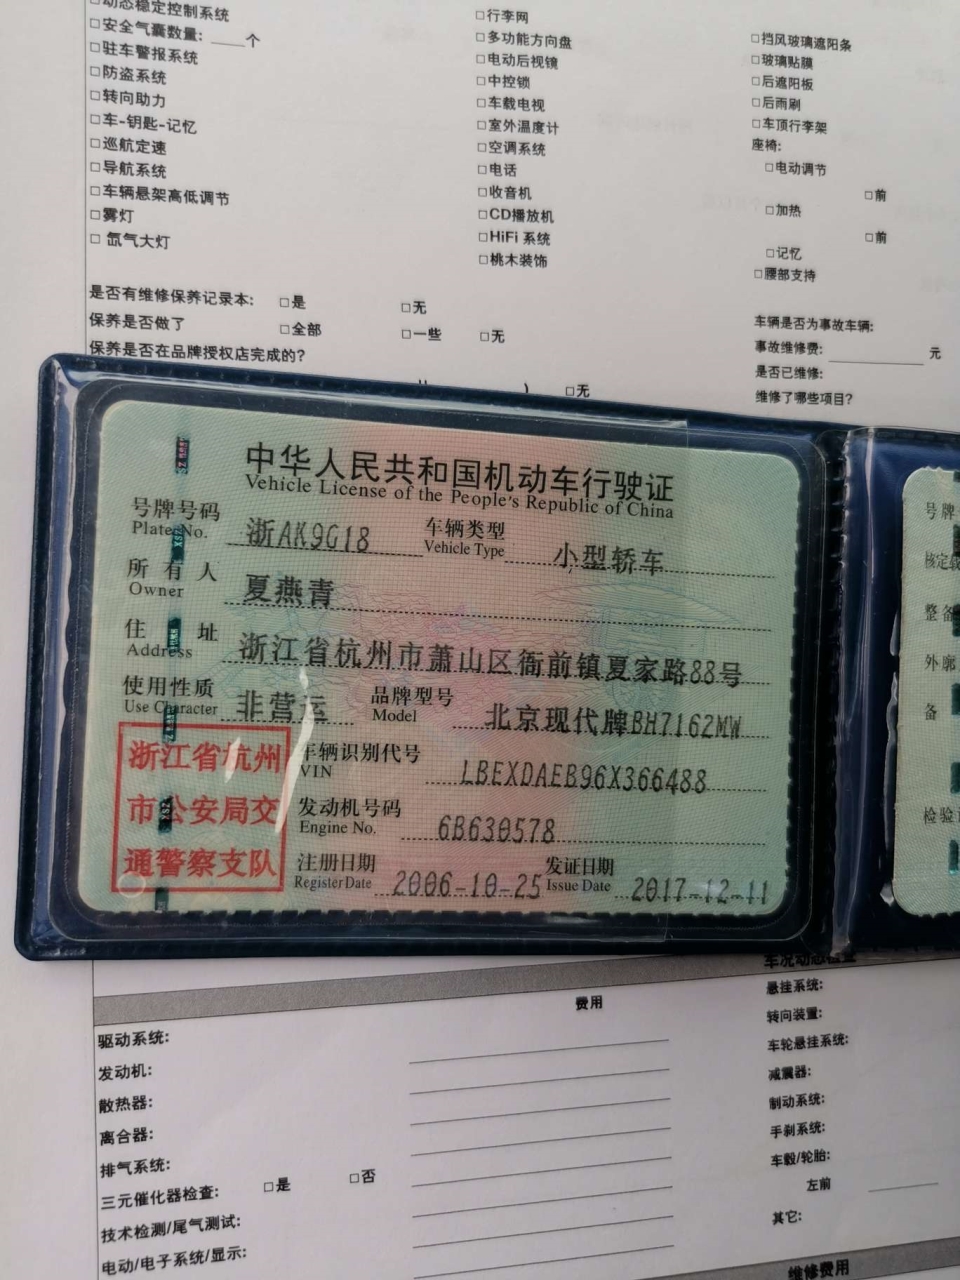 动态稳定控制系统
□安全气囊数量: ____个
□驻车警报系统
□防盗系统
□转向助力
□车-钥匙-记忆
□巡航定速
□导航系统
□车辆悬架高低调节
□雾灯
□ 氙气大灯
□行李网
□多功能方向盘
□电动后视镜
□中控锁
□车载电视
□室外温度计
□空调系统
□电话
□收音机
□CD播放机
□HiFi 系统
□桃木装饰
□挡风玻璃遮阳条
□玻璃贴膜
□后遮阳板
□后雨刷
□车顶行李架
座椅:
□电动调节
□前
□加热
□前
□记忆
□腰部支持
是否有维修保养记录本: □是 □无
保养是否做了 □全部 □一些 □无
保养是否在品牌授权店完成的?
) □无
车辆是否为事故车辆:
事故维修费: ________ 元
是否已维修:
维修了哪些项目?
中华人民共和国机动车行驶证
Vehicle License of the People's Republic of China
号牌号码 浙AK9G18 车辆类型 小型轿车
Plate No. Vehicle Type
所有人 夏燕青
Owner
住址 浙江省杭州市萧山区衙前镇夏家路88号
Address
使用性质 非营运 品牌型号 北京现代牌BH7162MW
Use Character Model
浙江省杭州
市公安局交
通警察支队
车辆识别代号 LBEXDAEB96X366488
VIN
发动机号码 6B630578
Engine No.
注册日期 2006-10-25 发证日期 2017-12-11
Register Date Issue Date
号牌
核定载
整备
外廓
备
检验
费用
驱动系统:
发动机:
散热器:
离合器:
排气系统:
三元催化器检查: □是 □否
技术检测/尾气测试:
电动/电子系统/显示:
车况动态检查
悬挂系统:
转向装置:
车轮悬挂系统:
减震器:
制动系统:
手刹系统:
车毂/轮胎:
左前
其它:
维修费用